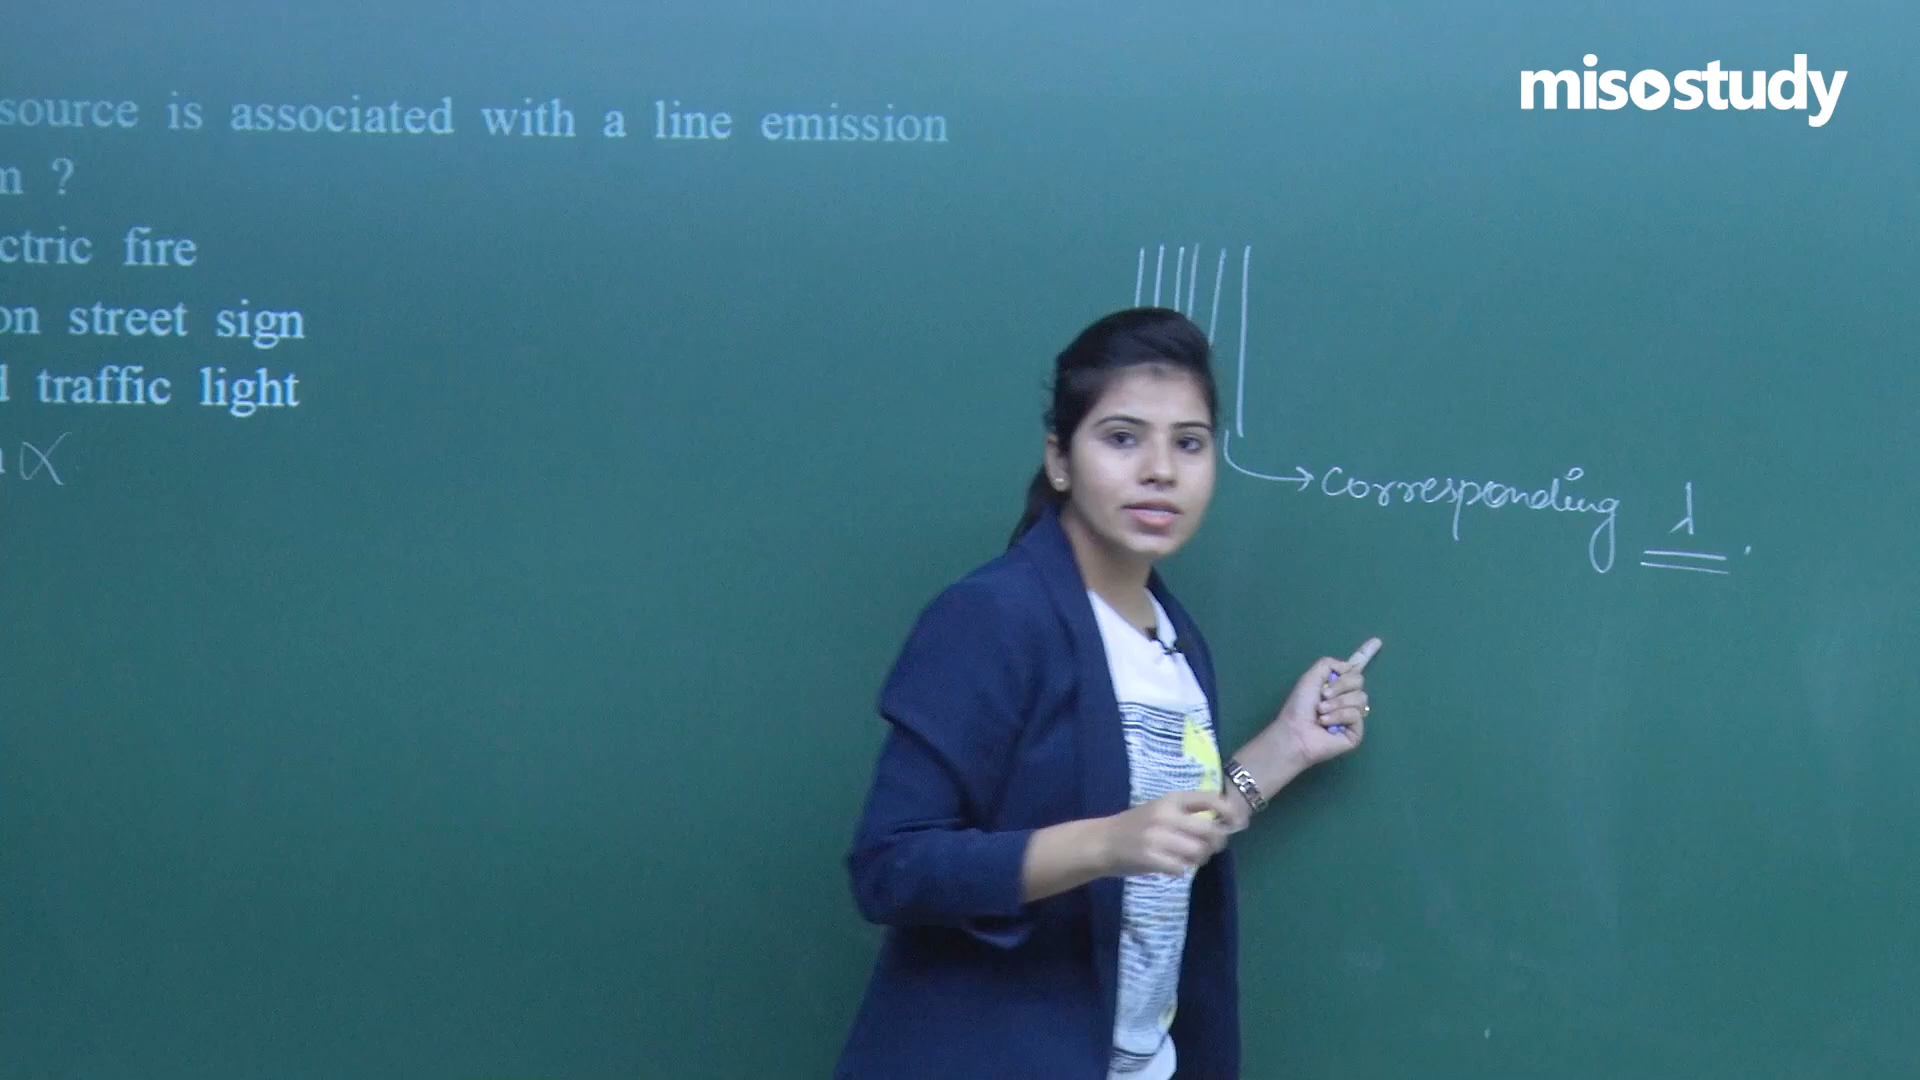 misostudy
source is associated with a line emission
m ?
ctric fire
on street sign
d traffic light
corresponding λ